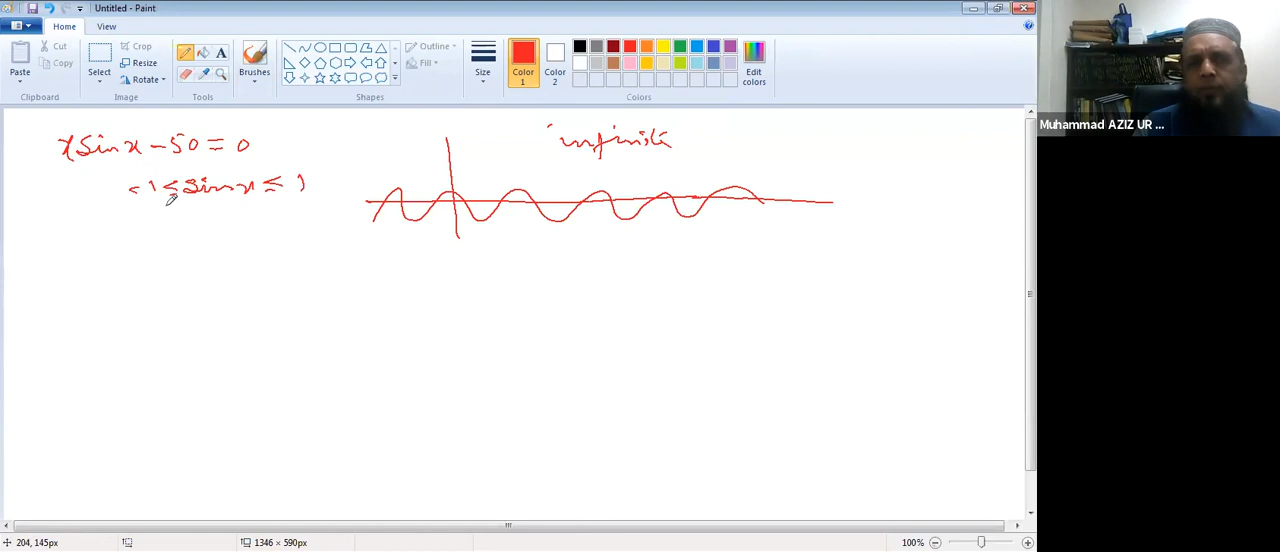 Untitled - Paint
Home View
Paste
Cut
Copy
Clipboard
Select
Crop
Resize
Rotate
Image
A
Tools
Brushes
Outline
Fill
Shapes
Size
Color 1
Color 2
Edit colors
Colors
Muhammad AZIZ UR ...
x sin x - 50 = 0
infinite
-1 ≤ sin x ≤ 1
204, 145px
1346 × 590px
100%